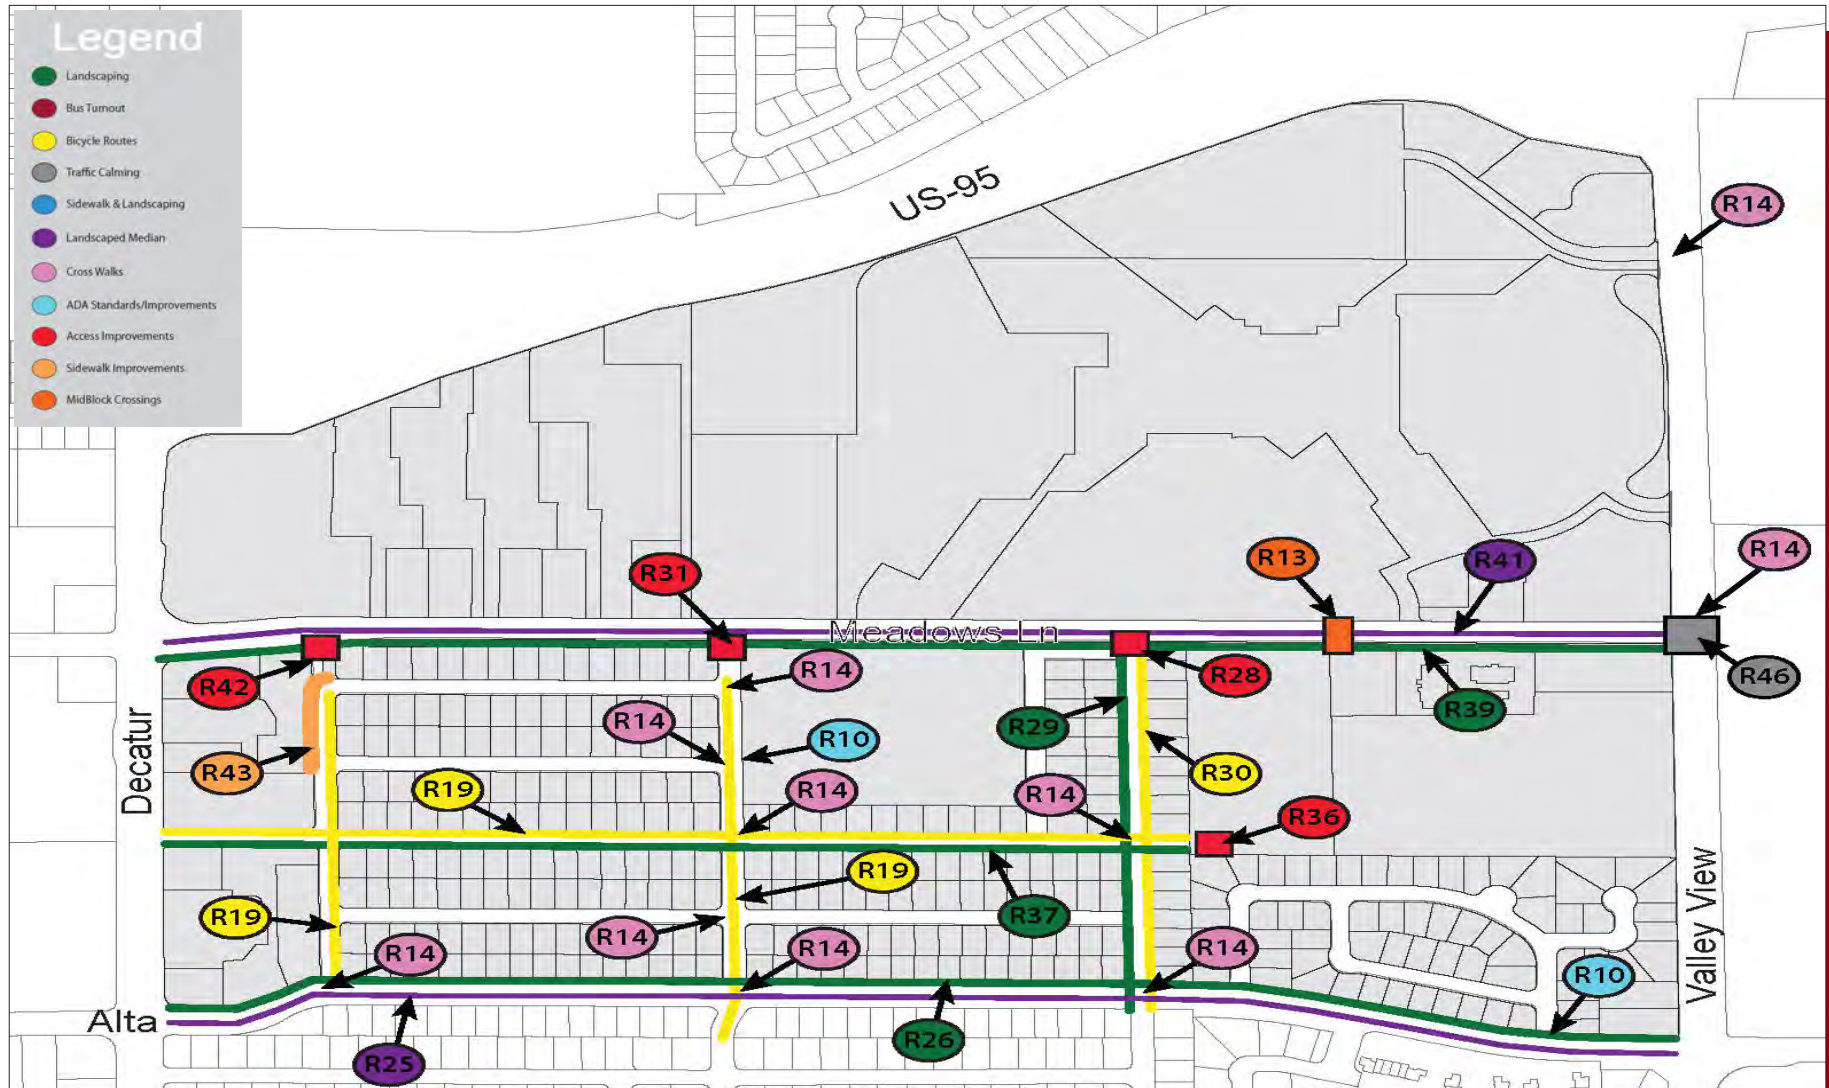 Legend
Landscaping
Bus Turnout
Bicycle Routes
Traffic Calming
Sidewalk & Landscaping
Landscaped Median
Cross Walks
ADA Standards/Improvements
Access Improvements
Sidewalk Improvements
MidBlock Crossings
US-95
R14
R14
R13
R41
R31
Meadows Ln
R14
R42
R28
R46
R39
R14
R29
R10
Decatur
R43
R30
R19
R14
R14
R36
R19
R19
R37
R14
R14
R14
R14
Valley View
R10
Alta
R26
R25